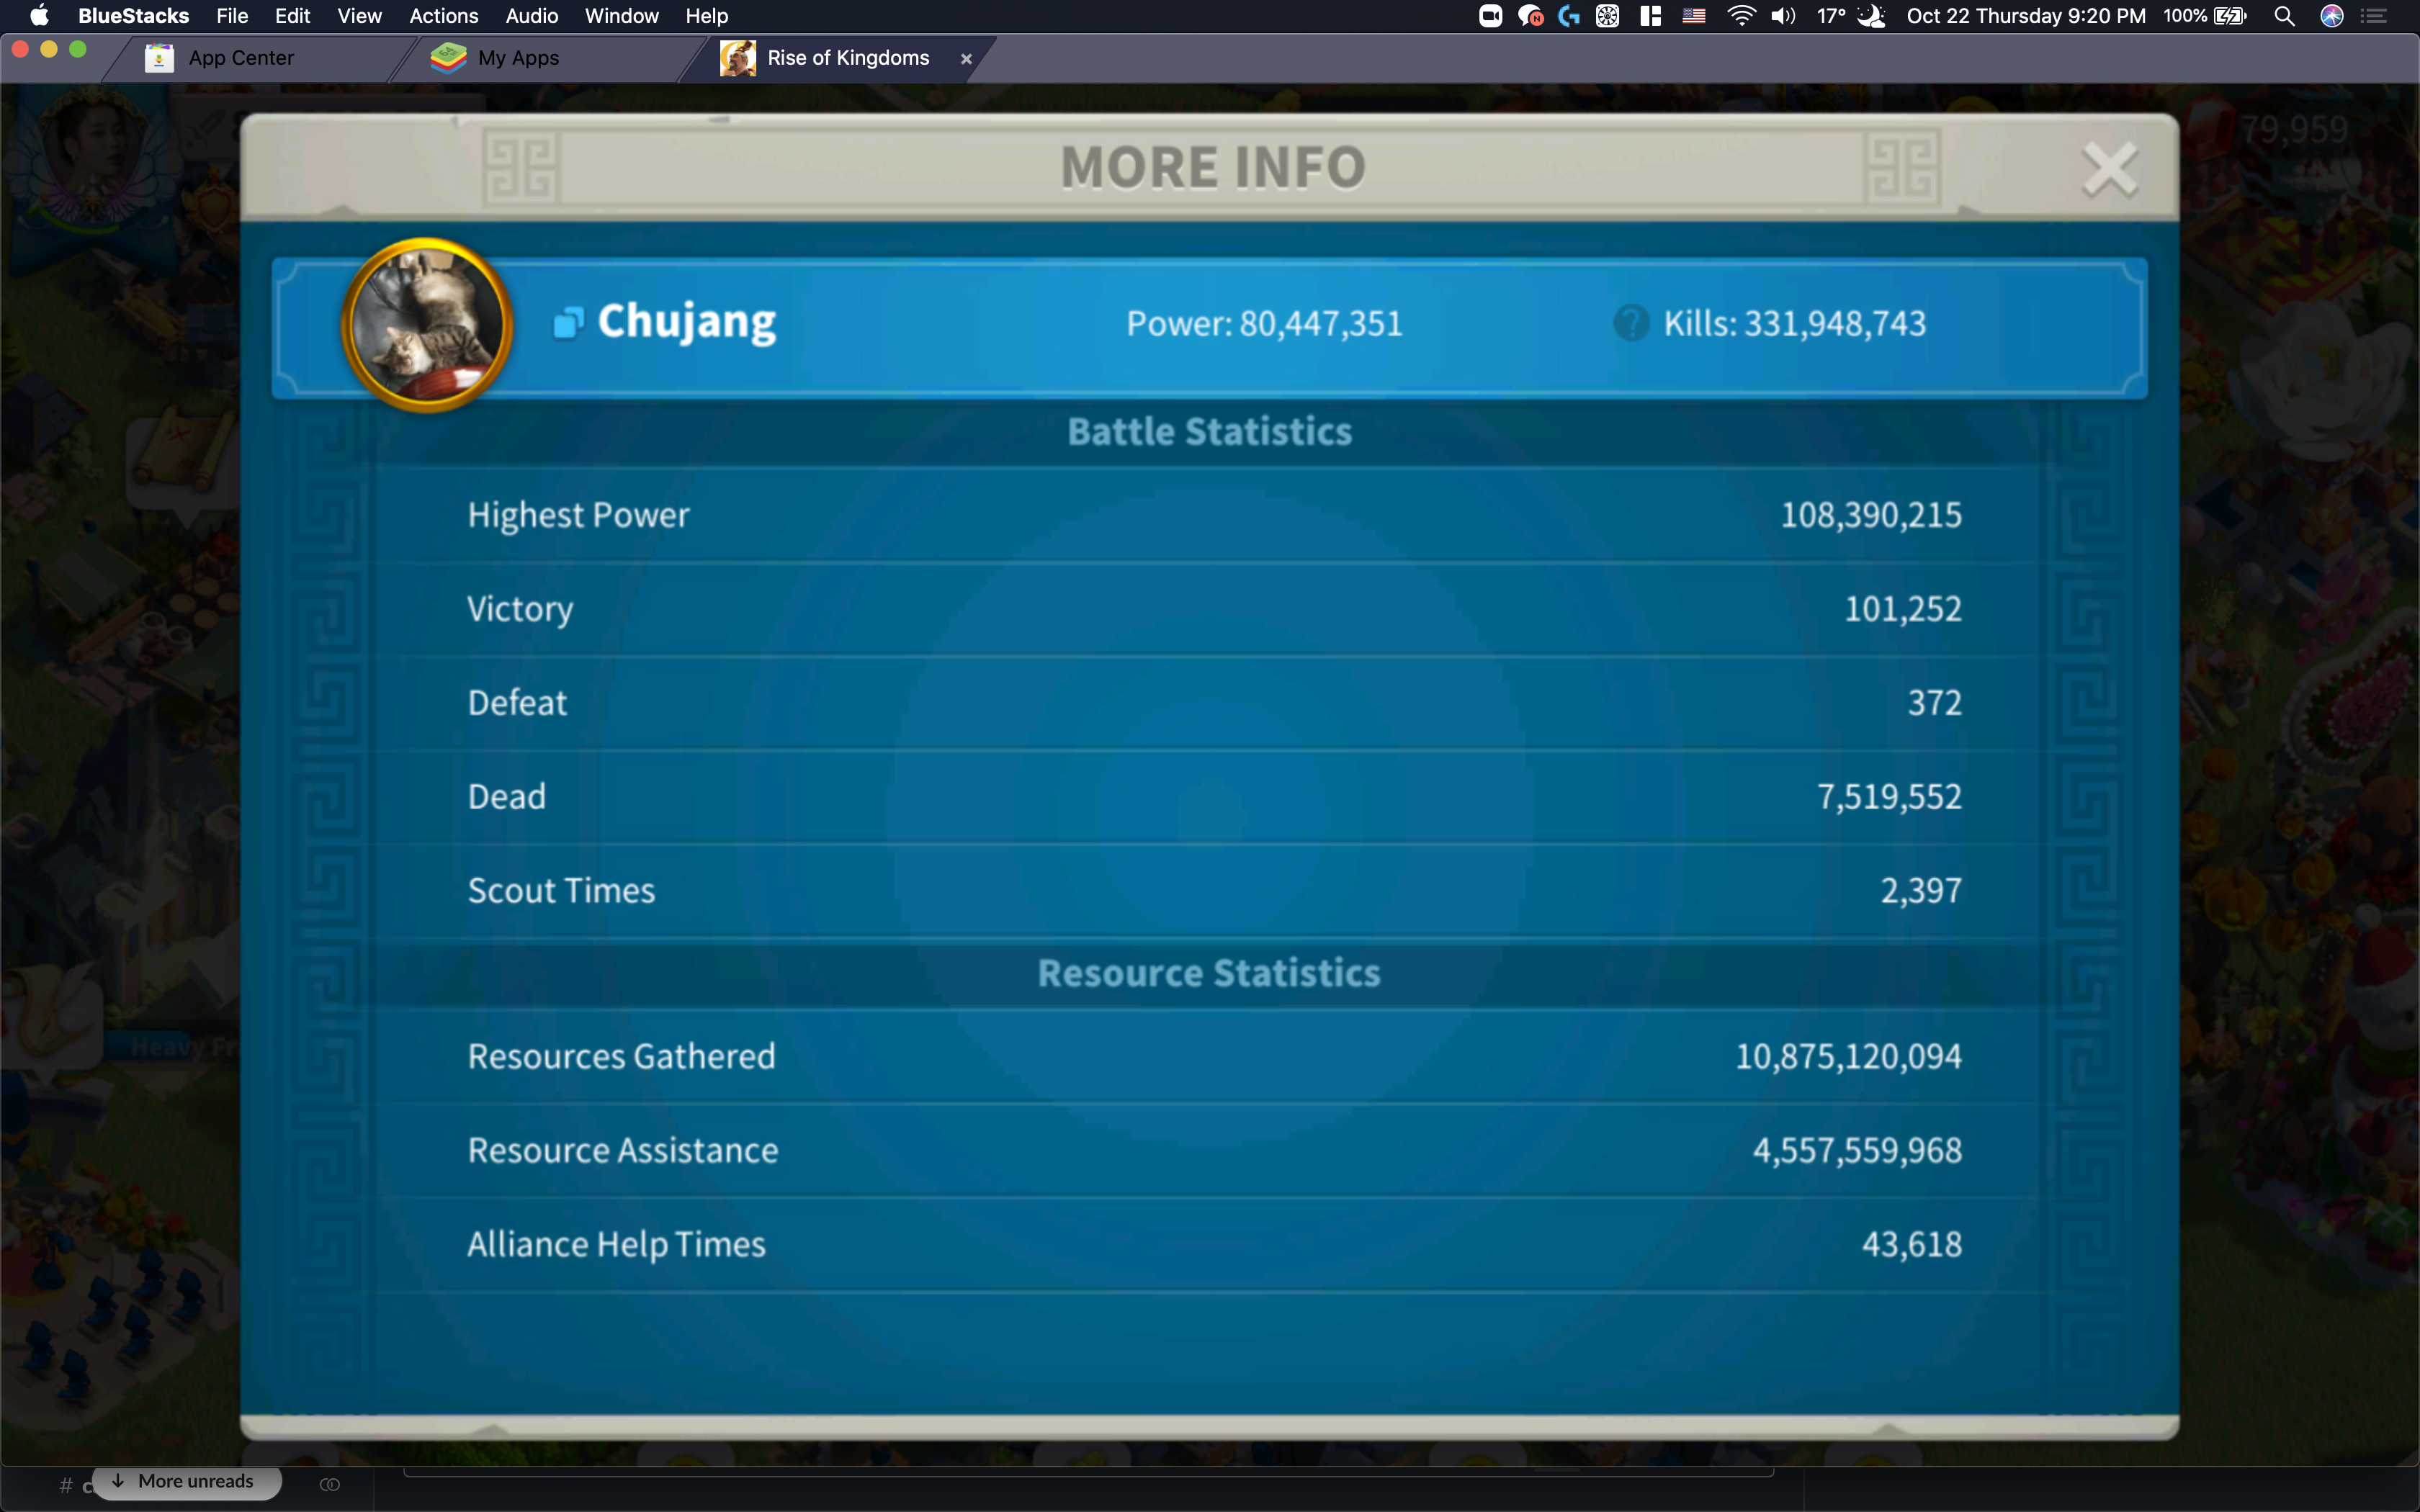 BlueStacks File Edit View Actions Audio Window Help 17° Oct 22 Thursday 9:20 PM 100%
App Center My Apps Rise of Kingdoms
79,959
MORE INFO
Chujang Power: 80,447,351 Kills: 331,948,743
Battle Statistics
Highest Power 108,390,215
Victory 101,252
Defeat 372
Dead 7,519,552
Scout Times 2,397
Resource Statistics
Resources Gathered 10,875,120,094
Heavy
Resource Assistance 4,557,559,968
Alliance Help Times 43,618
# More unreads